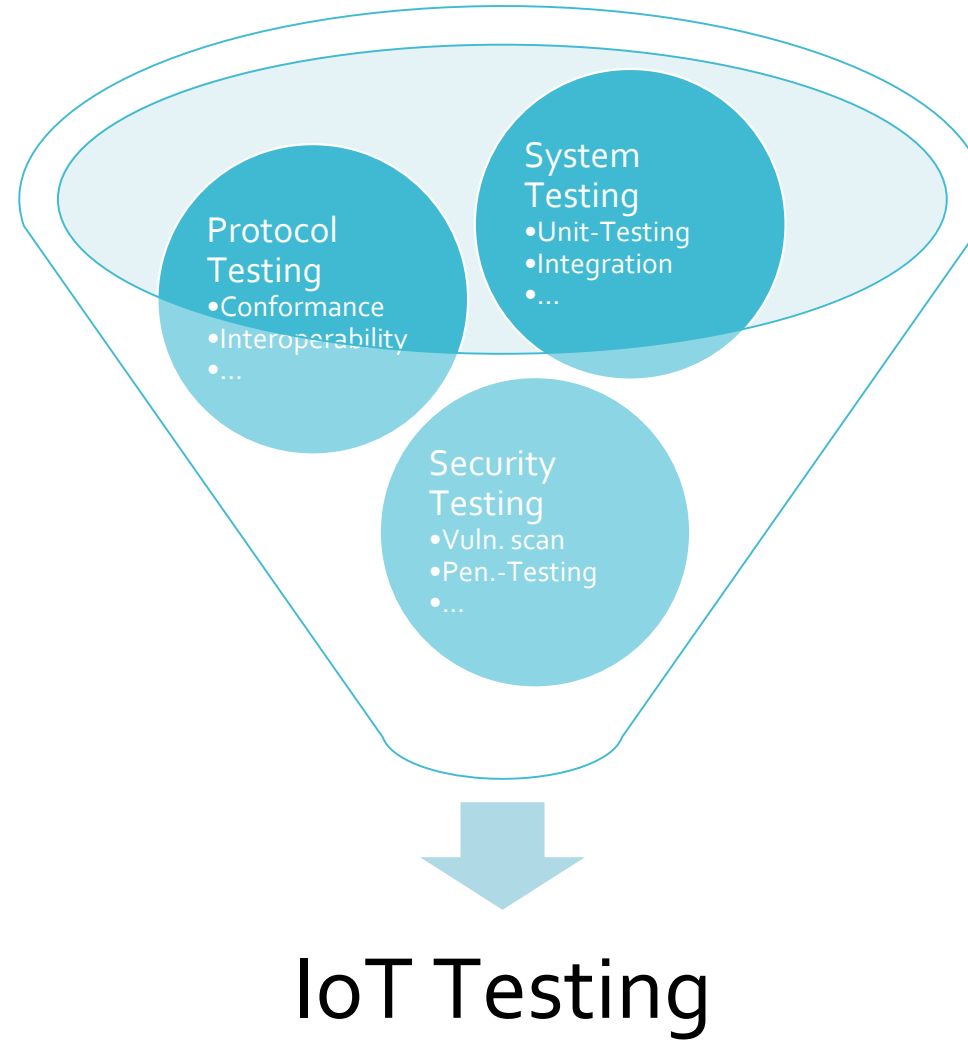 System
Testing
•Unit-Testing
•Integration
•...
Protocol
Testing
•Conformance
•Interoperability
•...
Security
Testing
•Vuln. scan
•Pen.-Testing
•...
IoT Testing